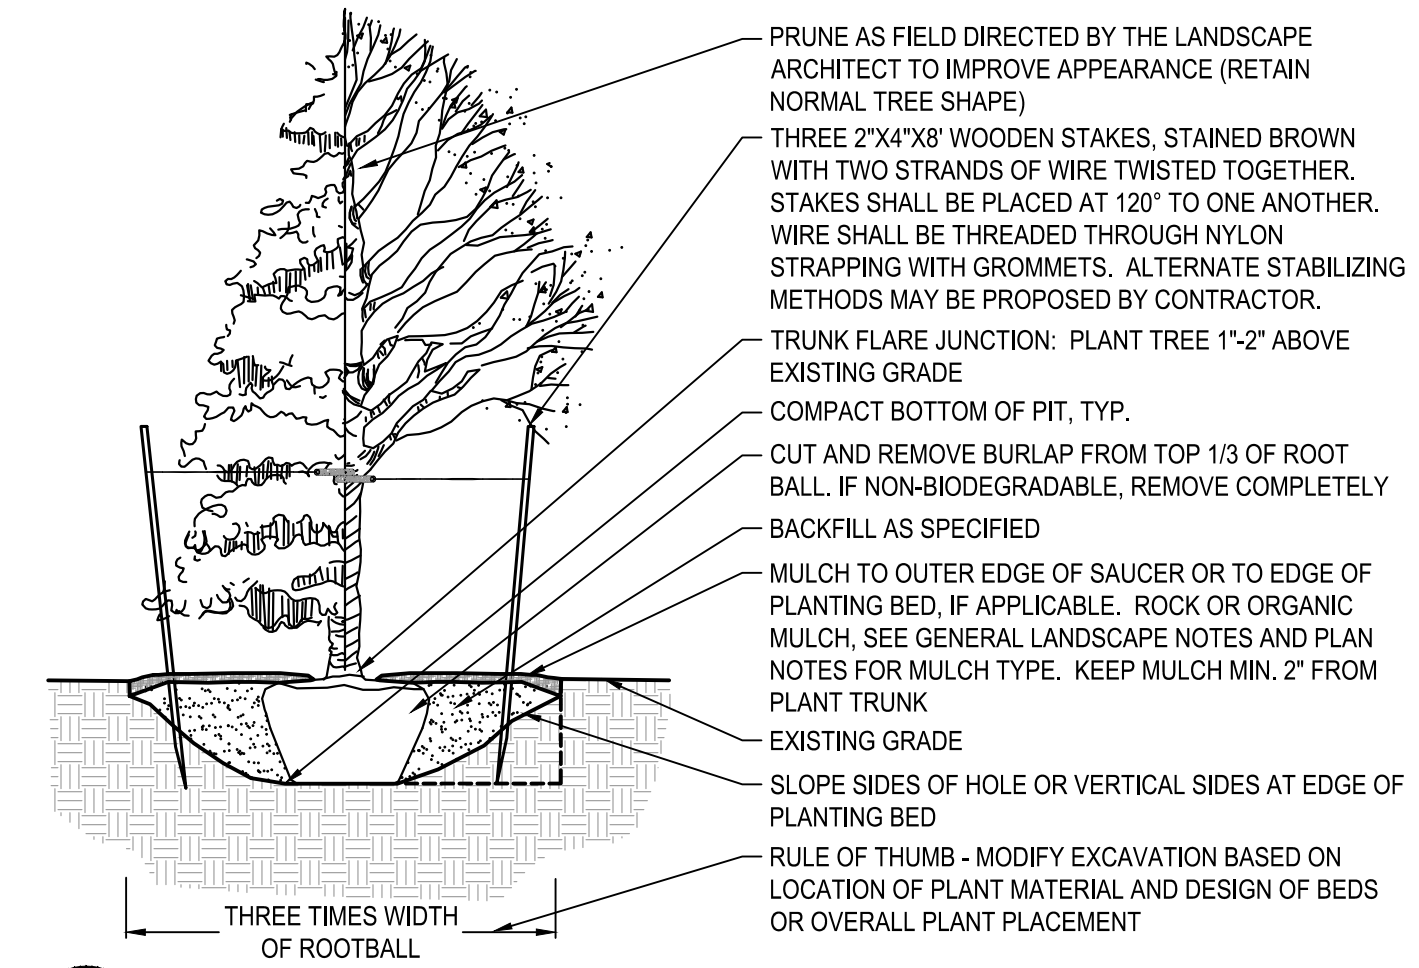 PRUNE AS FIELD DIRECTED BY THE LANDSCAPE
ARCHITECT TO IMPROVE APPEARANCE (RETAIN
NORMAL TREE SHAPE)
THREE 2"X4"X8' WOODEN STAKES, STAINED BROWN
WITH TWO STRANDS OF WIRE TWISTED TOGETHER.
STAKES SHALL BE PLACED AT 120° TO ONE ANOTHER.
WIRE SHALL BE THREADED THROUGH NYLON
STRAPPING WITH GROMMETS. ALTERNATE STABILIZING
METHODS MAY BE PROPOSED BY CONTRACTOR.
TRUNK FLARE JUNCTION: PLANT TREE 1"-2" ABOVE
EXISTING GRADE
COMPACT BOTTOM OF PIT, TYP.
CUT AND REMOVE BURLAP FROM TOP 1/3 OF ROOT
BALL. IF NON-BIODEGRADABLE, REMOVE COMPLETELY
BACKFILL AS SPECIFIED
MULCH TO OUTER EDGE OF SAUCER OR TO EDGE OF
PLANTING BED, IF APPLICABLE. ROCK OR ORGANIC
MULCH, SEE GENERAL LANDSCAPE NOTES AND PLAN
NOTES FOR MULCH TYPE. KEEP MULCH MIN. 2" FROM
PLANT TRUNK
EXISTING GRADE
SLOPE SIDES OF HOLE OR VERTICAL SIDES AT EDGE OF
PLANTING BED
RULE OF THUMB - MODIFY EXCAVATION BASED ON
LOCATION OF PLANT MATERIAL AND DESIGN OF BEDS
OR OVERALL PLANT PLACEMENT
THREE TIMES WIDTH
OF ROOTBALL